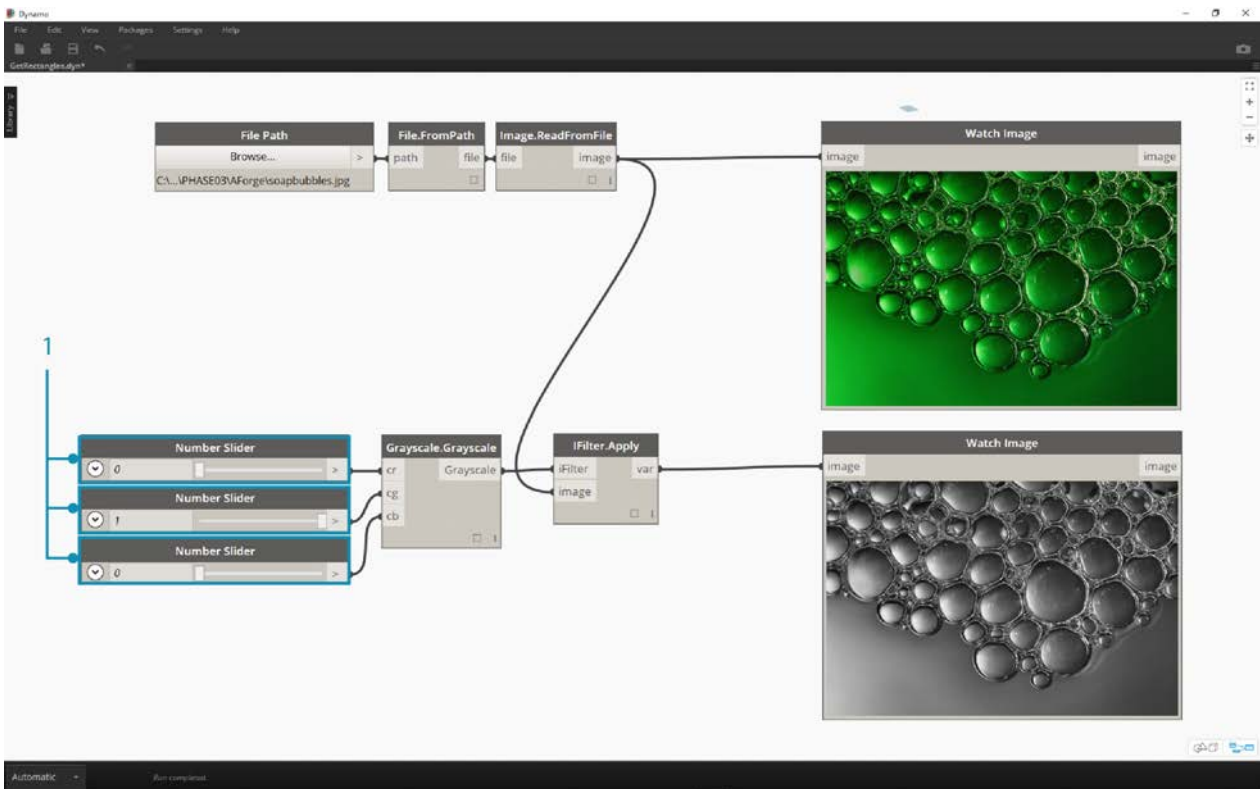 Dynamo
File Edit View Packages Settings Help
GetRectangles.dyn*
Library
File Path
Browse... >
C:\...\PHASE03\AForge\soapbubbles.jpg
File.FromPath
path file
Image.ReadFromFile
file image
Watch Image
image image
1
Number Slider
0 >
Number Slider
1 >
Number Slider
0 >
Grayscale.Grayscale
cr Grayscale
cg
cb
IFilter.Apply
iFilter var
image
Watch Image
image image
Automatic
Run completed.